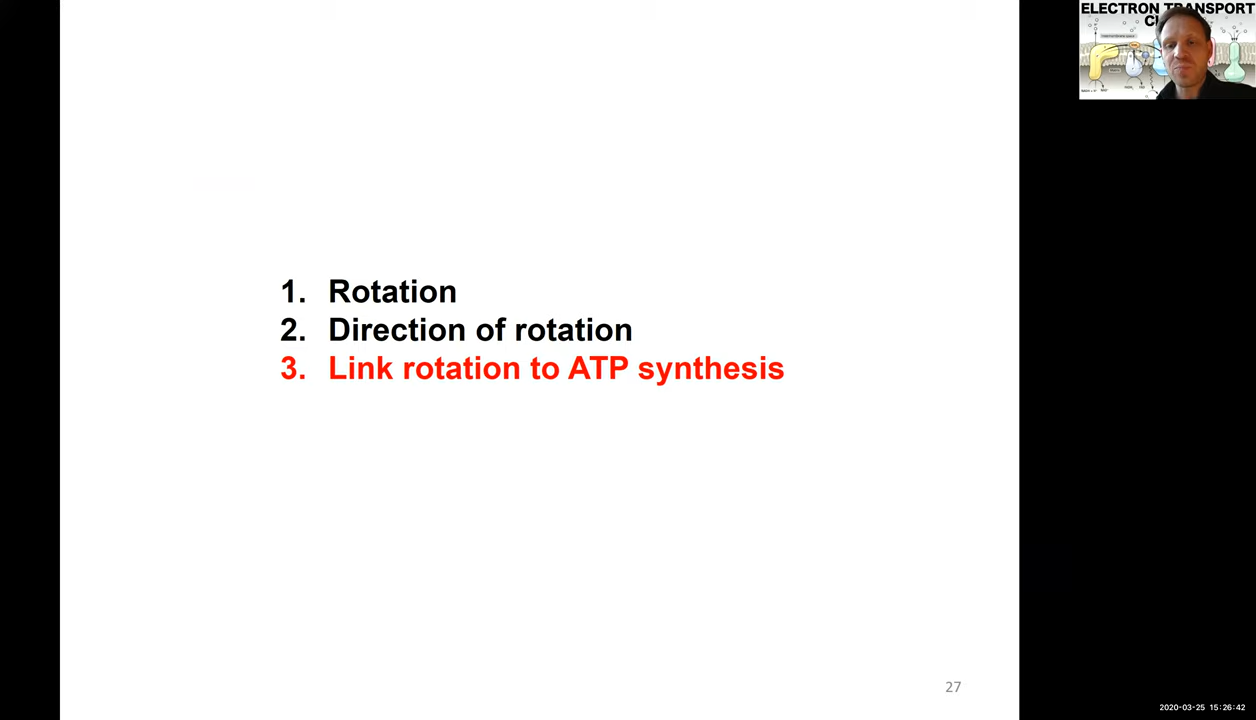 ELECTRON TRANSPORT
1. Rotation
2. Direction of rotation
3. Link rotation to ATP synthesis
27
2020-03-25 15:26:42